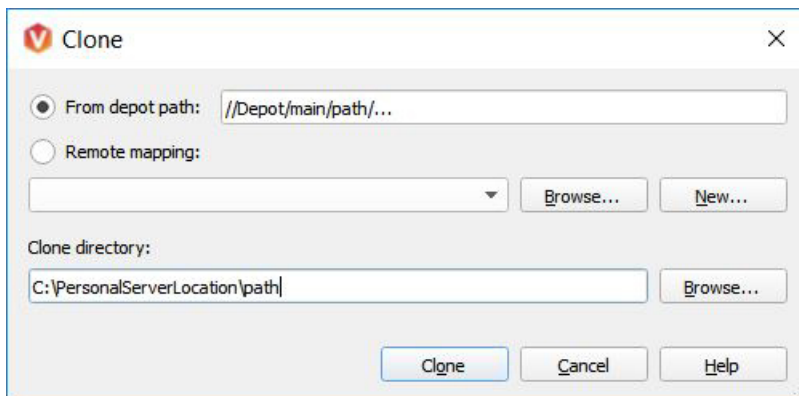 Clone
From depot path: //Depot/main/path/...
Remote mapping:
Browse... New...
Clone directory:
C:\PersonalServerLocation\path Browse...
Clone Cancel Help